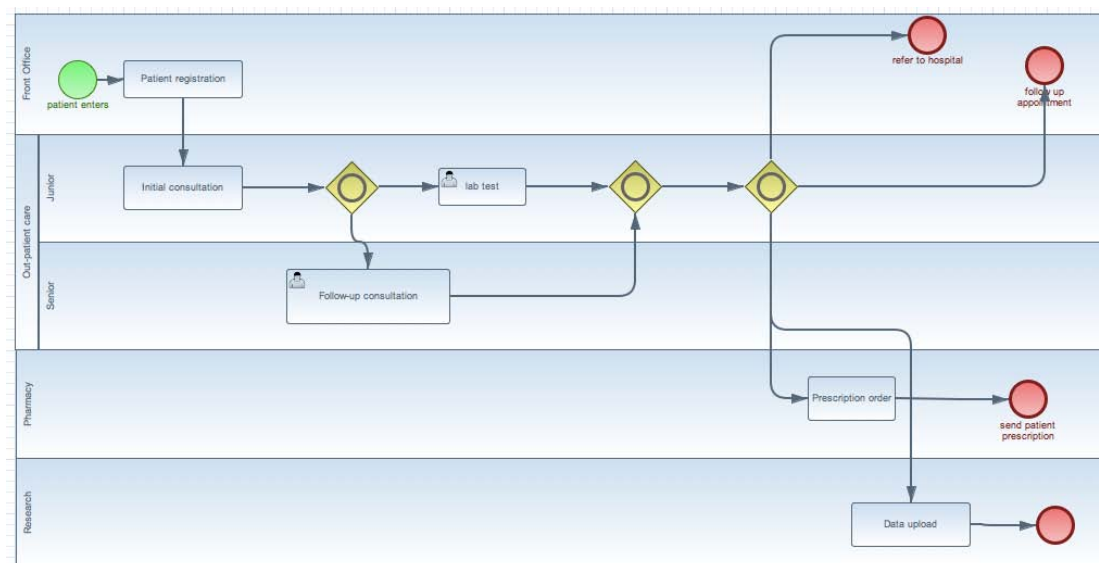 Front Office
patient enters
Patient registration
refer to hospital
follow up
appointment
Out-patient care
Junior
Initial consultation
lab test
Senior
Follow-up consultation
Pharmacy
Prescription order
send patient
prescription
Research
Data upload